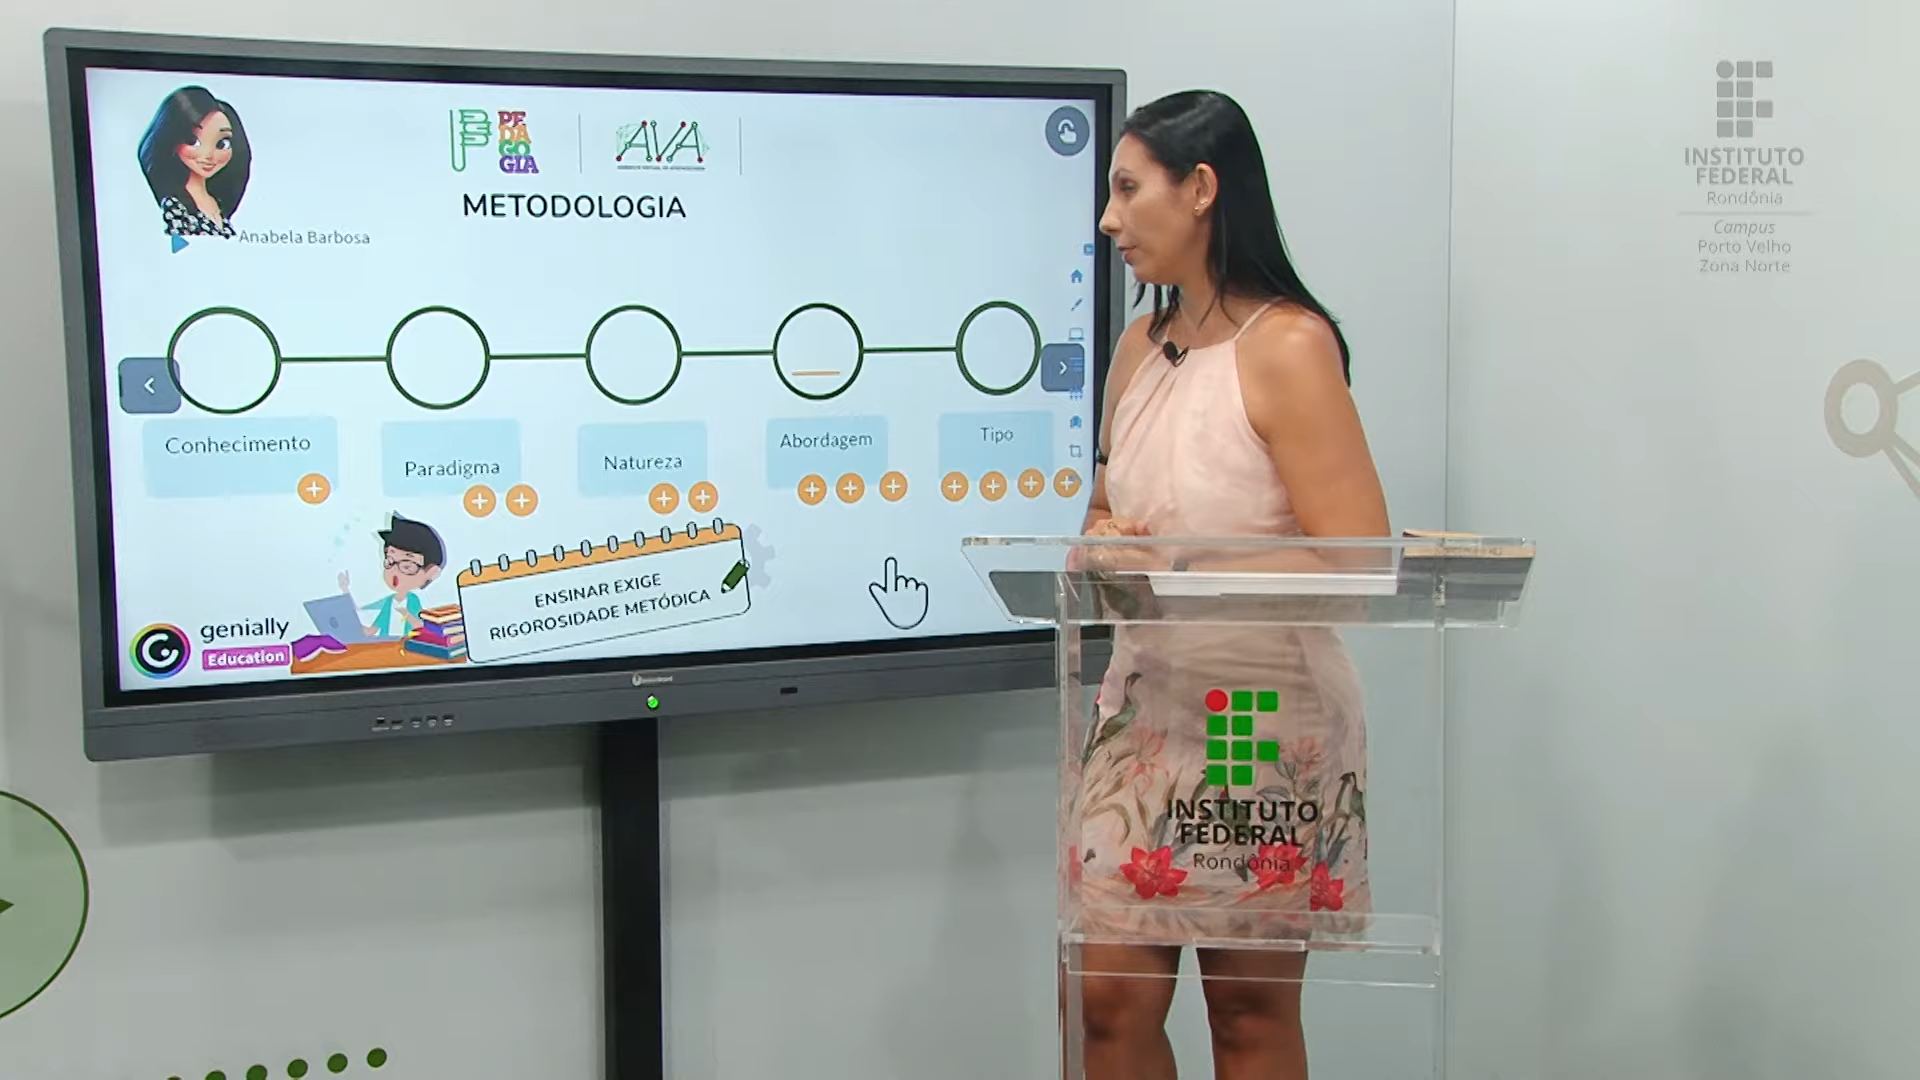 PE
DA
GO
GIA
AVA
METODOLOGIA
Anabela Barbosa
Conhecimento
Paradigma
Natureza
Abordagem
Tipo
ENSINAR EXIGE
RIGOROSIDADE METÓDICA
genially
Education
INSTITUTO
FEDERAL
Rondônia
Campus
Porto Velho
Zona Norte
INSTITUTO
FEDERAL
Rondônia